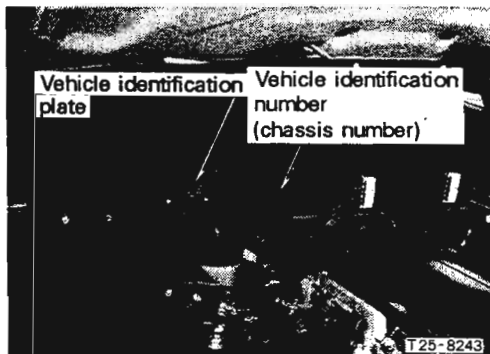 Vehicle identification
plate
Vehicle identification
number
(chassis number)
T25-8243